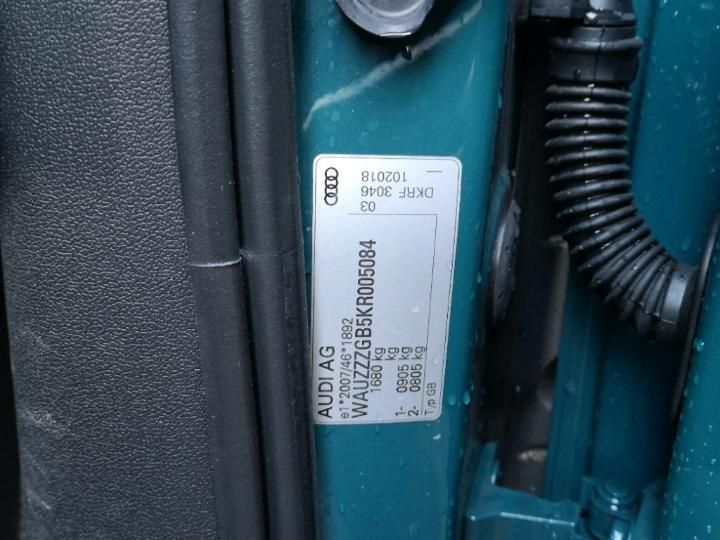 AUDI AG
e1*2007/46*1892
WAUZZZGB5KR005084
1680 kg
kg
1- 0905 kg
2- 0805 kg
Typ GB
03
DKRF 3046
102018